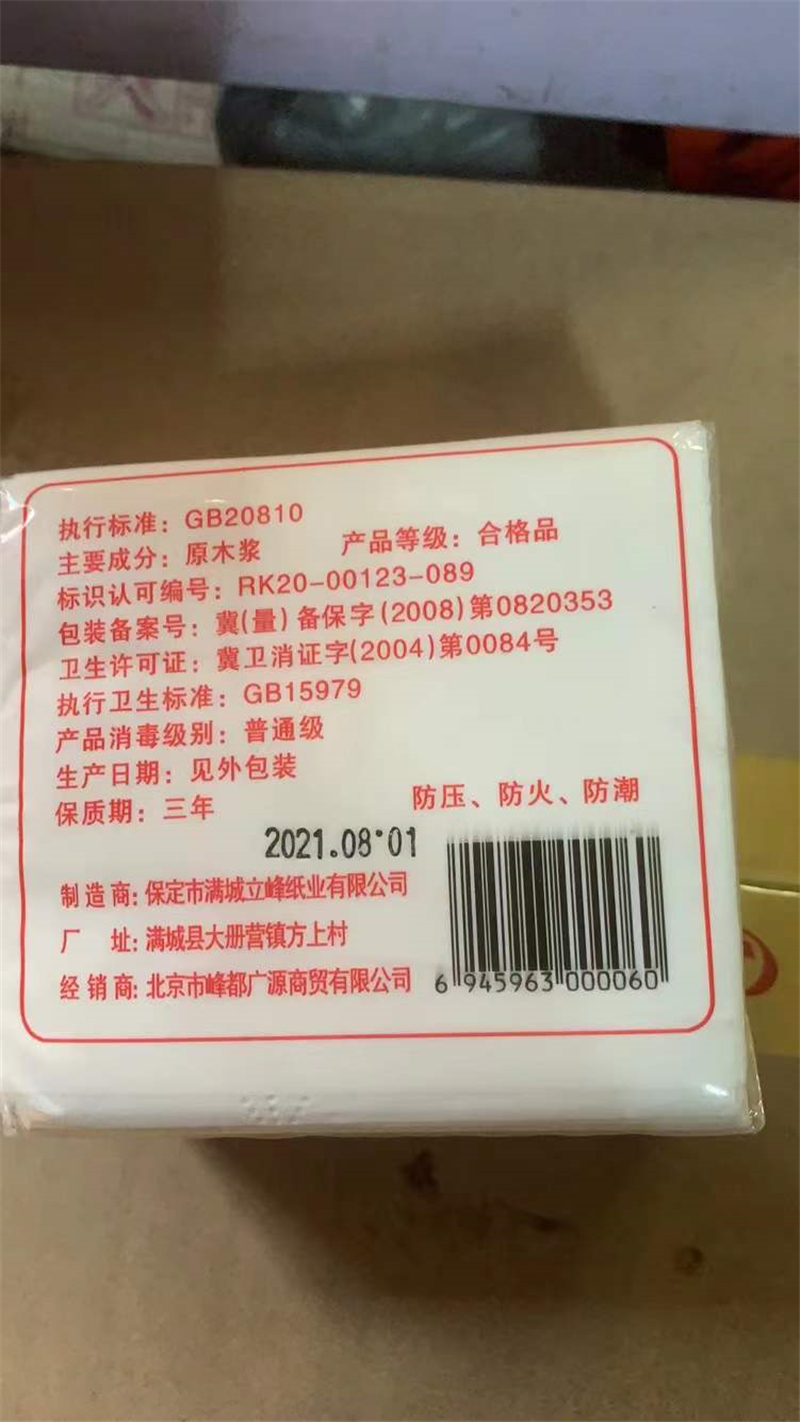 执行标准：GB20810
主要成分：原木浆 产品等级：合格品
标识认可编号：RK20-00123-089
包装备案号：冀(量)备保字(2008)第0820353
卫生许可证：冀卫消证字(2004)第0084号
执行卫生标准：GB15979
产品消毒级别：普通级
生产日期：见外包装
保质期：三年 防压、防火、防潮
2021.08·01
制造商：保定市满城立峰纸业有限公司
厂 址：满城县大册营镇方上村
经销商：北京市峰都广源商贸有限公司
6 945963 000060